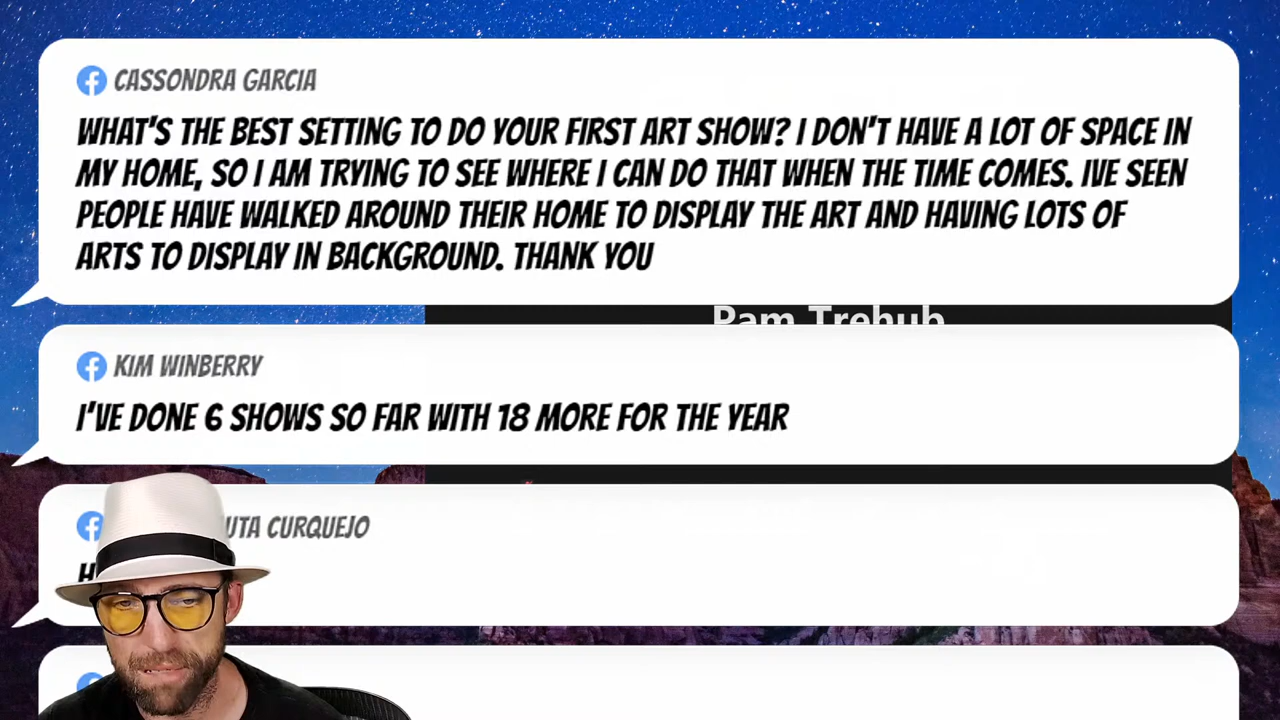 CASSONDRA GARCIA
WHAT'S THE BEST SETTING TO DO YOUR FIRST ART SHOW? I DON'T HAVE A LOT OF SPACE IN
MY HOME, SO I AM TRYING TO SEE WHERE I CAN DO THAT WHEN THE TIME COMES. IVE SEEN
PEOPLE HAVE WALKED AROUND THEIR HOME TO DISPLAY THE ART AND HAVING LOTS OF
ARTS TO DISPLAY IN BACKGROUND. THANK YOU
Pam Trehub
KIM WINBERRY
I'VE DONE 6 SHOWS SO FAR WITH 18 MORE FOR THE YEAR
CURQUEJO